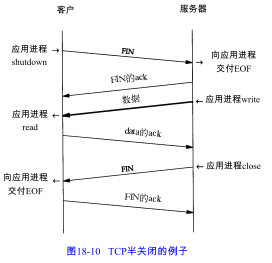 客户
服务器
应用进程
shutdown
FIN
向应用进程
交付EOF
FIN的ack
数据
应用进程write
应用进程
read
data的ack
应用进程close
FIN
向应用进程
交付EOF
FIN的ack
图18-10 TCP半关闭的例子